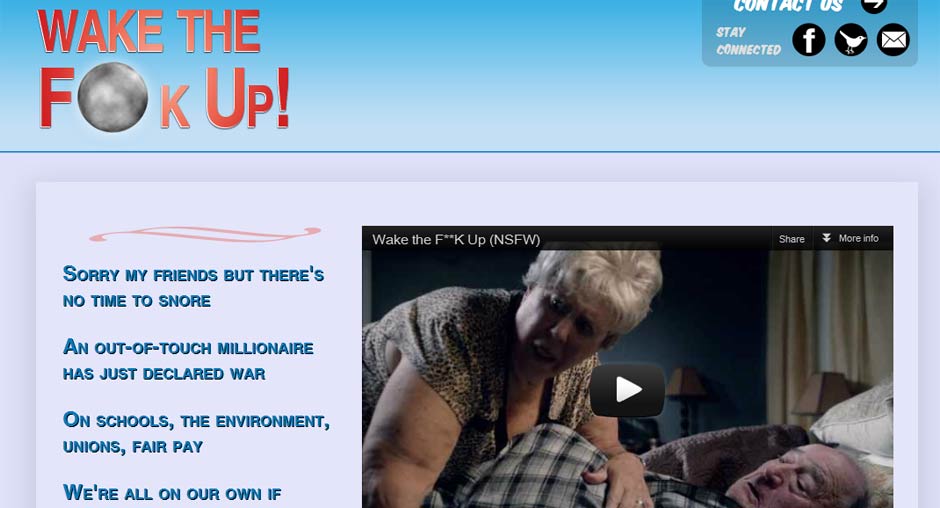 WAKE THE
F K UP!
CONTACT US
STAY
CONNECTED
f
Wake the F**K Up (NSFW)
Share
More info
SORRY MY FRIENDS BUT THERE'S
NO TIME TO SNORE
AN OUT-OF-TOUCH MILLIONAIRE
HAS JUST DECLARED WAR
ON SCHOOLS, THE ENVIRONMENT,
UNIONS, FAIR PAY
WE'RE ALL ON OUR OWN IF